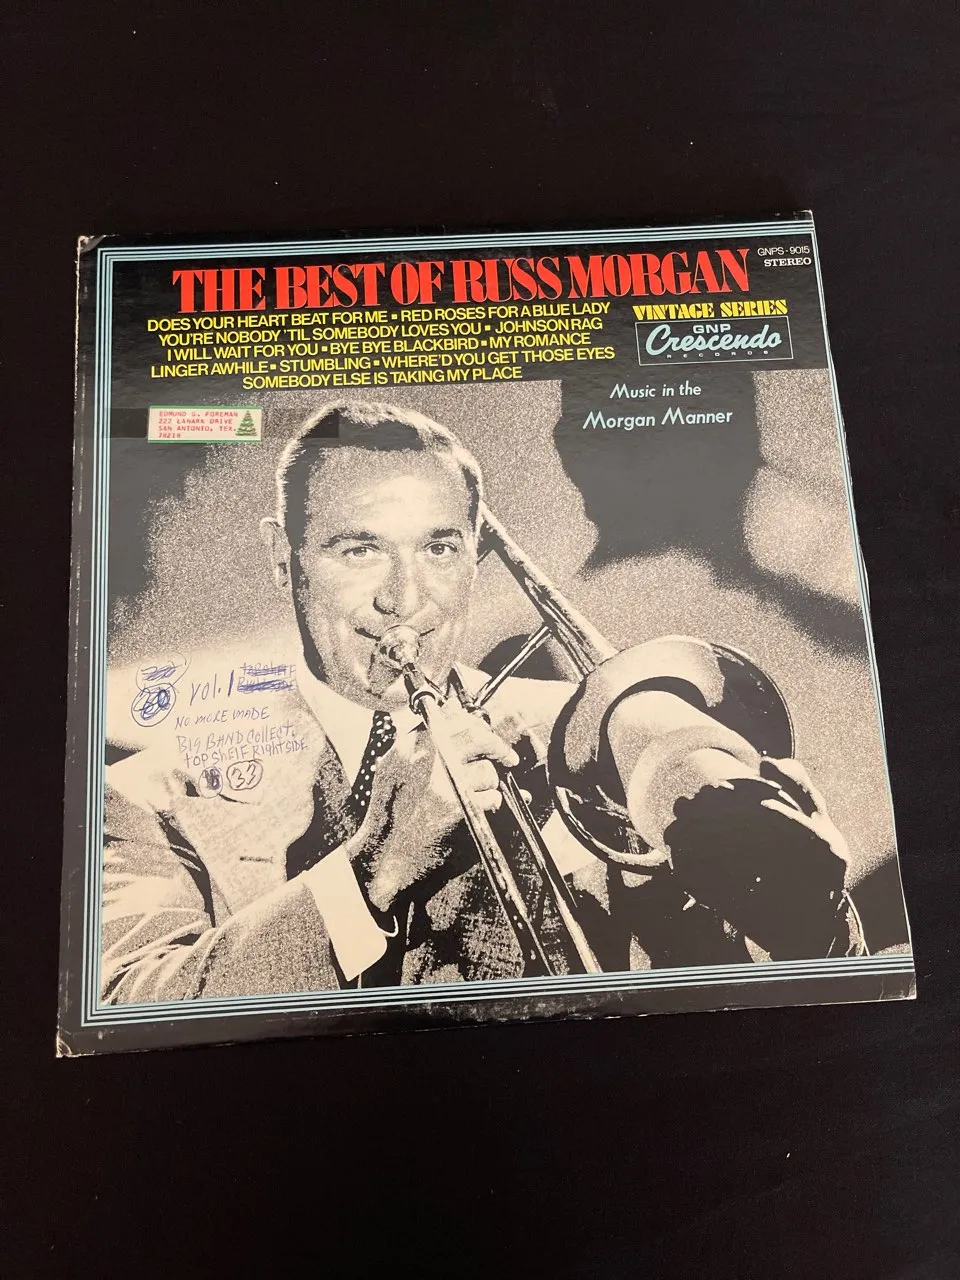 GNPS-9015
STEREO
THE BEST OF RUSS MORGAN
DOES YOUR HEART BEAT FOR ME ▪ RED ROSES FOR A BLUE LADY
YOU'RE NOBODY 'TIL SOMEBODY LOVES YOU ▪ JOHNSON RAG
I WILL WAIT FOR YOU ▪ BYE BYE BLACKBIRD ▪ MY ROMANCE
LINGER AWHILE ▪ STUMBLING ▪ WHERE'D YOU GET THOSE EYES
SOMEBODY ELSE IS TAKING MY PLACE
VINTAGE SERIES
GNP
Crescendo
RECORDS
Music in the
Morgan Manner
EDMUND G. FOREMAN
222 LANARK DRIVE
SAN ANTONIO, TEX.
78218
VOL. 1
NO MORE MADE
BIG BAND COLLECT.
TOP SHELF RIGHT SIDE.
33